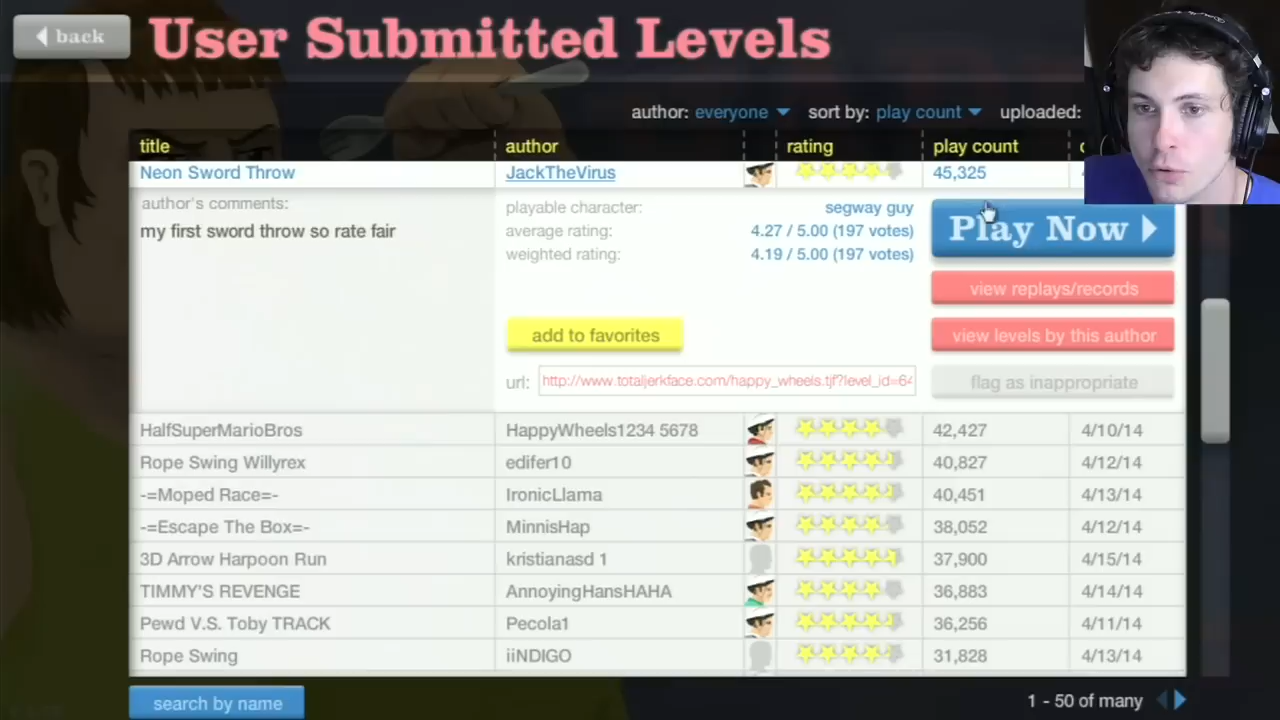 back
User Submitted Levels
author: everyone sort by: play count uploaded:
title author rating play count
Neon Sword Throw JackTheVirus 45,325
author's comments:
my first sword throw so rate fair
playable character: segway guy
average rating: 4.27 / 5.00 (197 votes)
weighted rating: 4.19 / 5.00 (197 votes)
Play Now
view replays/records
add to favorites
view levels by this author
url: http://www.totaljerkface.com/happy_wheels.tjf?level_id=64
flag as inappropriate
HalfSuperMarioBros HappyWheels1234 5678 42,427 4/10/14
Rope Swing Willyrex edifer10 40,827 4/12/14
-=Moped Race=- IronicLlama 40,451 4/13/14
-=Escape The Box=- MinnisHap 38,052 4/12/14
3D Arrow Harpoon Run kristianasd 1 37,900 4/15/14
TIMMY'S REVENGE AnnoyingHansHAHA 36,883 4/14/14
Pewd V.S. Toby TRACK Pecola1 36,256 4/11/14
Rope Swing iiNDIGO 31,828 4/13/14
search by name
1 - 50 of many